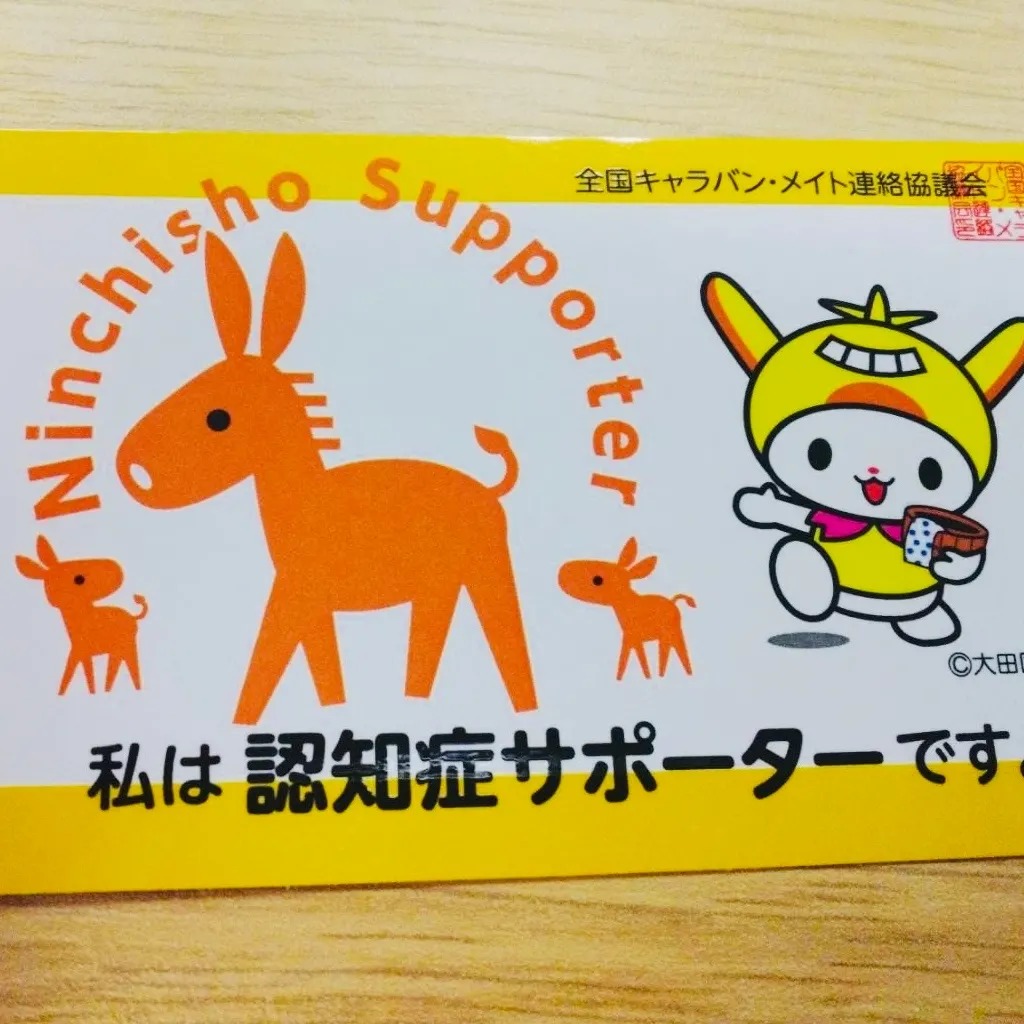 全国キャラバン・メイト連絡協議会
Ninchisho Supporter
©大田
私は認知症サポーターです